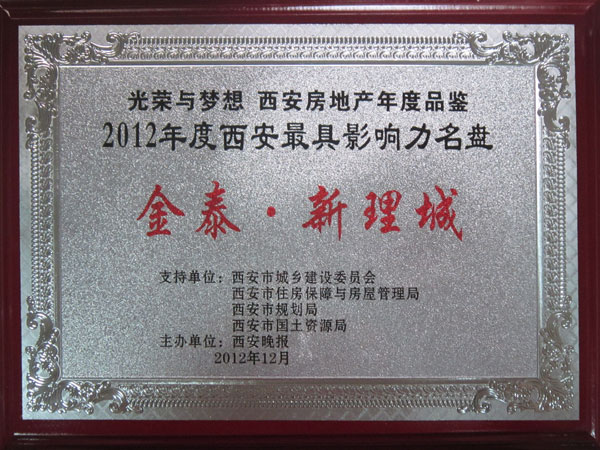 光荣与梦想 西安房地产年度品鉴
2012年度西安最具影响力名盘
金泰·新理城
支持单位：西安市城乡建设委员会
西安市住房保障与房屋管理局
西安市规划局
西安市国土资源局
主办单位：西安晚报
2012年12月